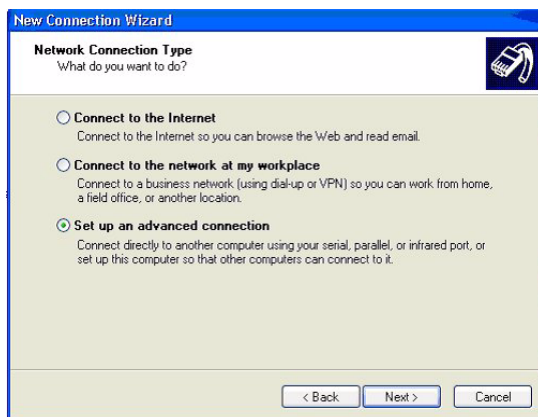 New Connection Wizard
Network Connection Type
What do you want to do?
Connect to the Internet
Connect to the Internet so you can browse the Web and read email.
Connect to the network at my workplace
Connect to a business network (using dial-up or VPN) so you can work from home,
a field office, or another location.
Set up an advanced connection
Connect directly to another computer using your serial, parallel, or infrared port, or
set up this computer so that other computers can connect to it.
< Back
Next >
Cancel